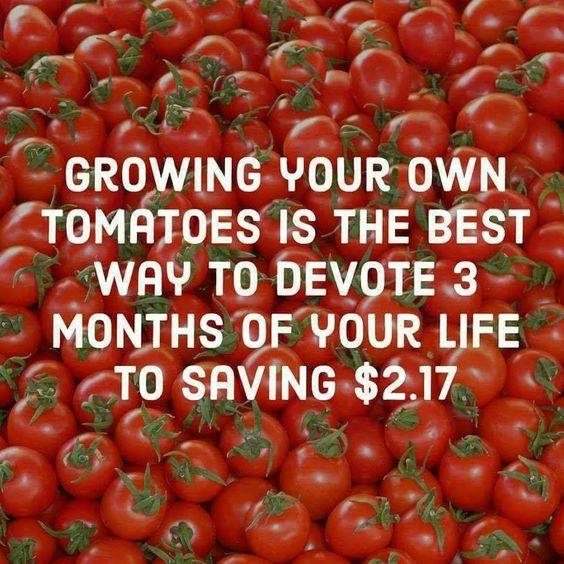 GROWING YOUR OWN
TOMATOES IS THE BEST
WAY TO DEVOTE 3
MONTHS OF YOUR LIFE
TO SAVING $2.17